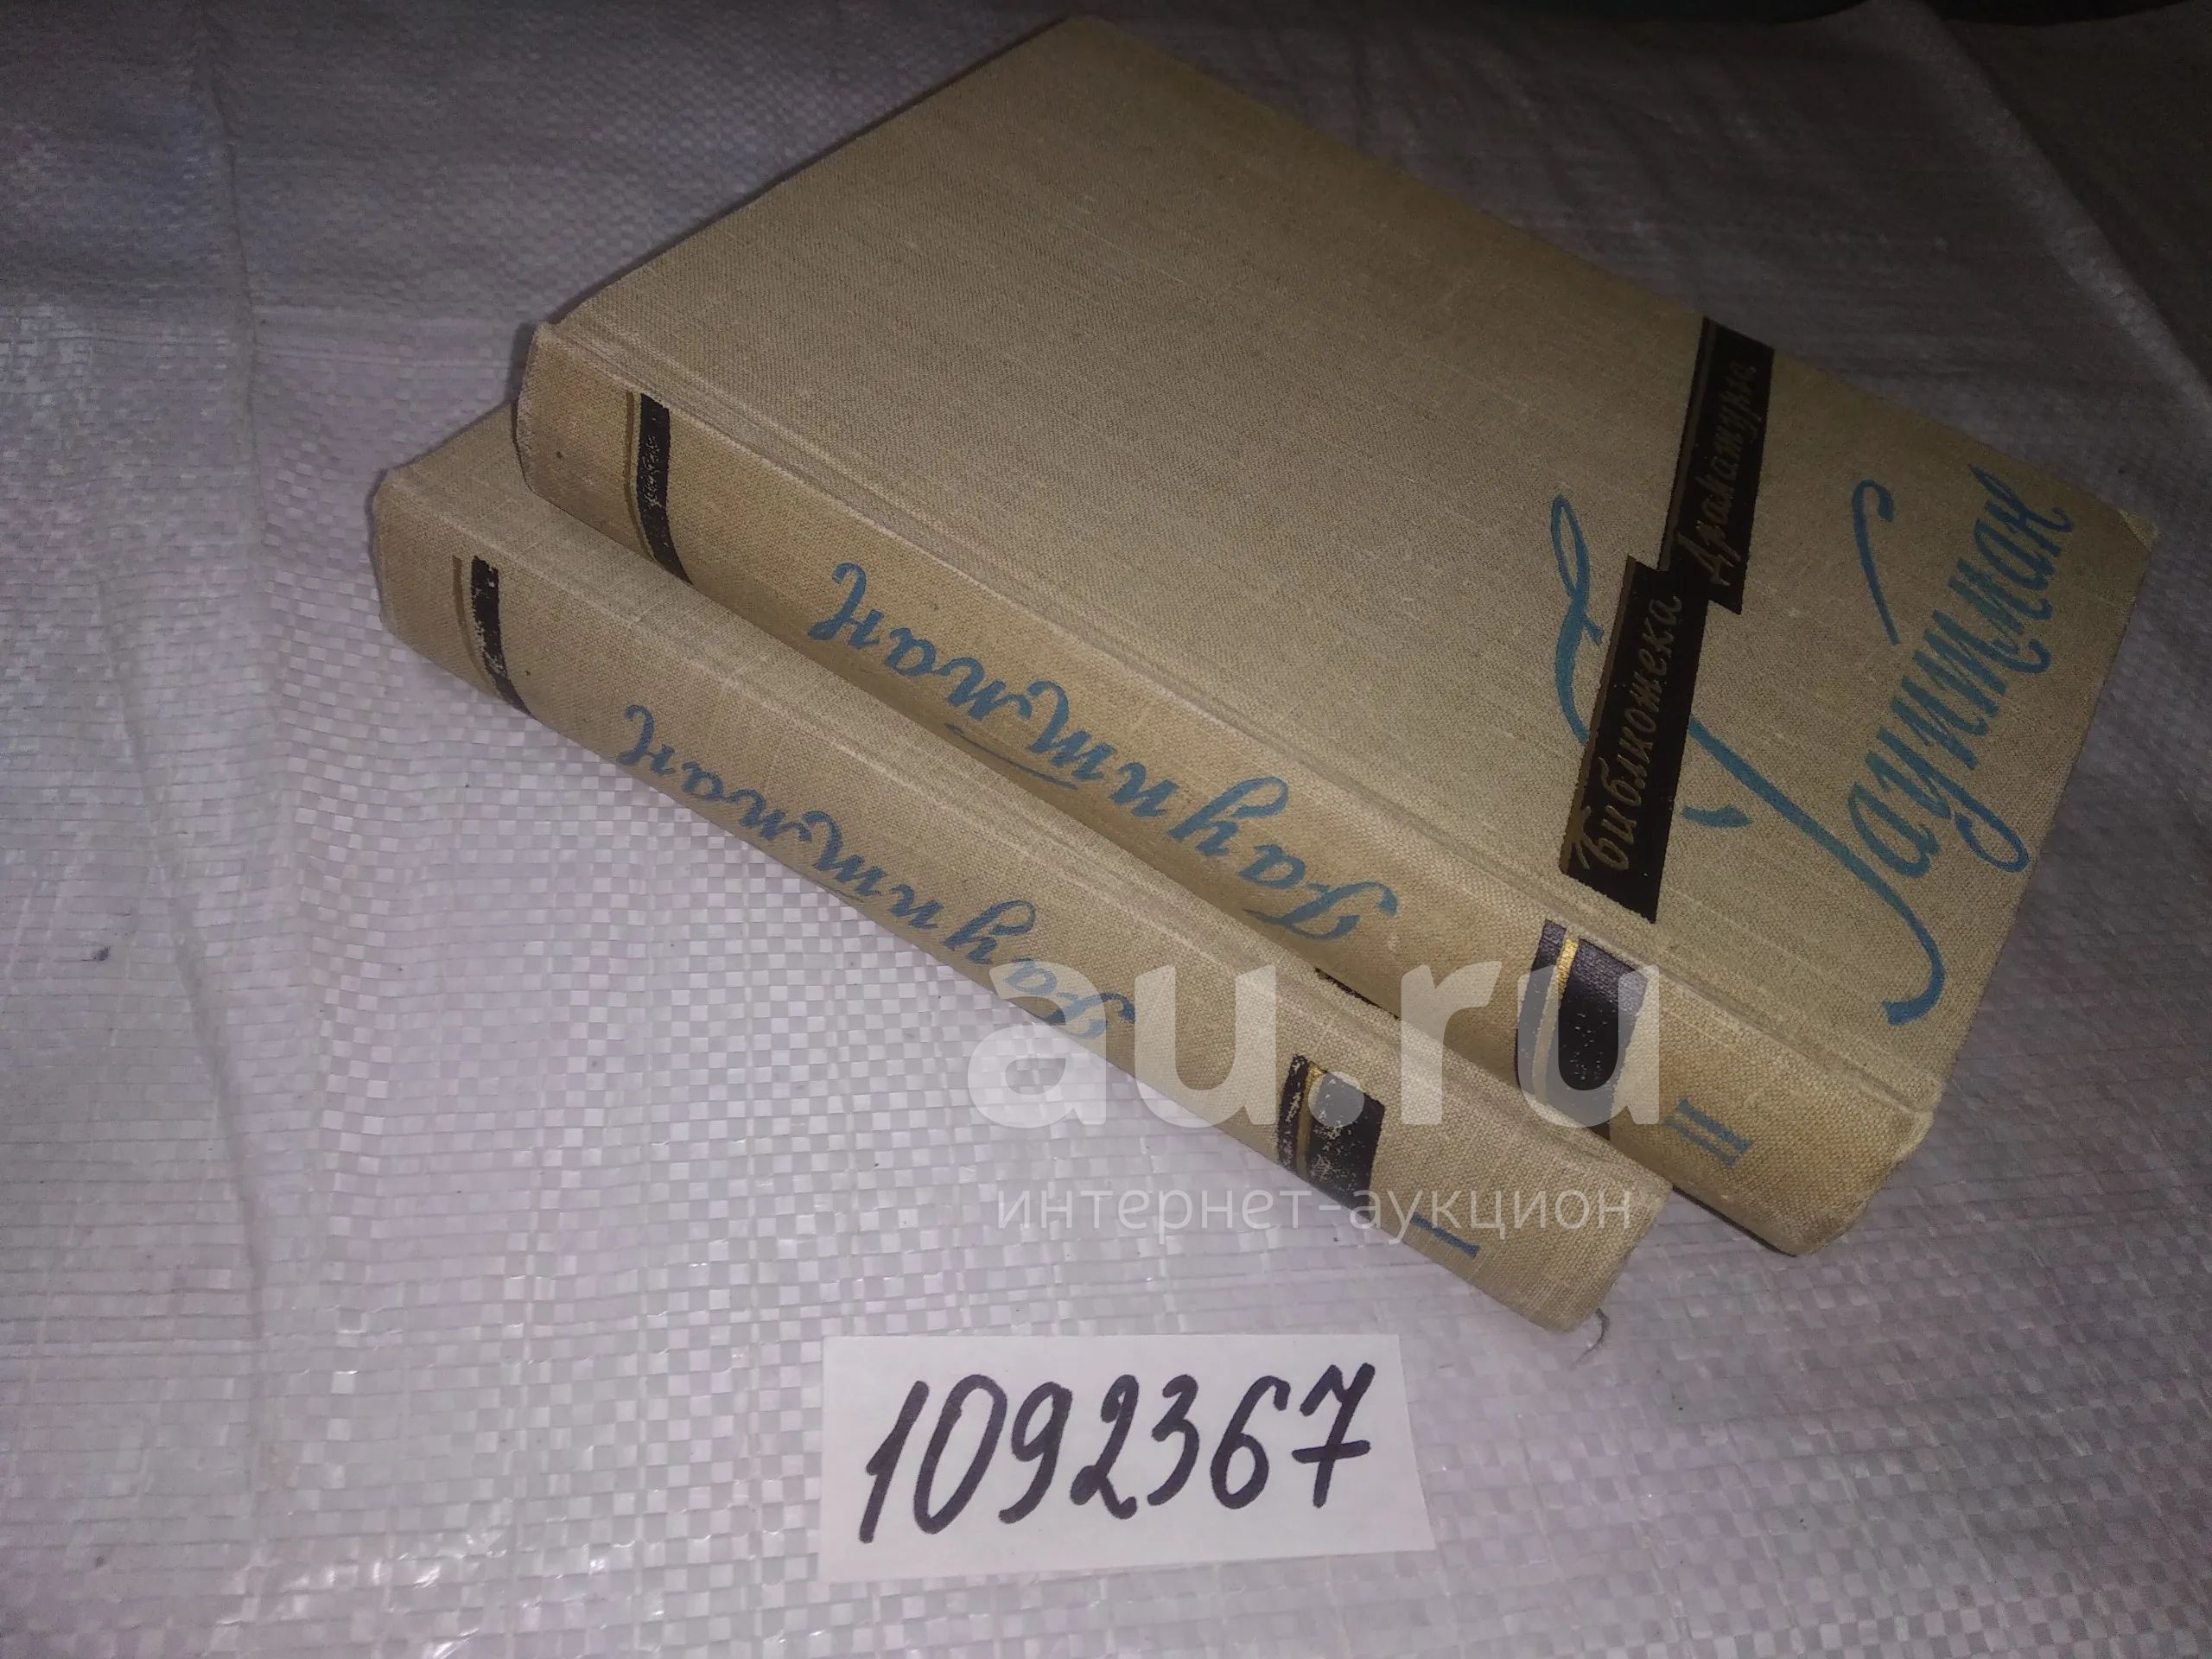 Библиотека
Драматурга
Гауптман
Гауптман
II
Гауптман
I
au.ru
интернет-аукцион
1092367